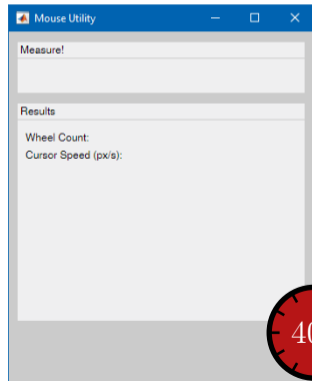 Mouse Utility
Measure!
Results
Wheel Count:
Cursor Speed (px/s):
40